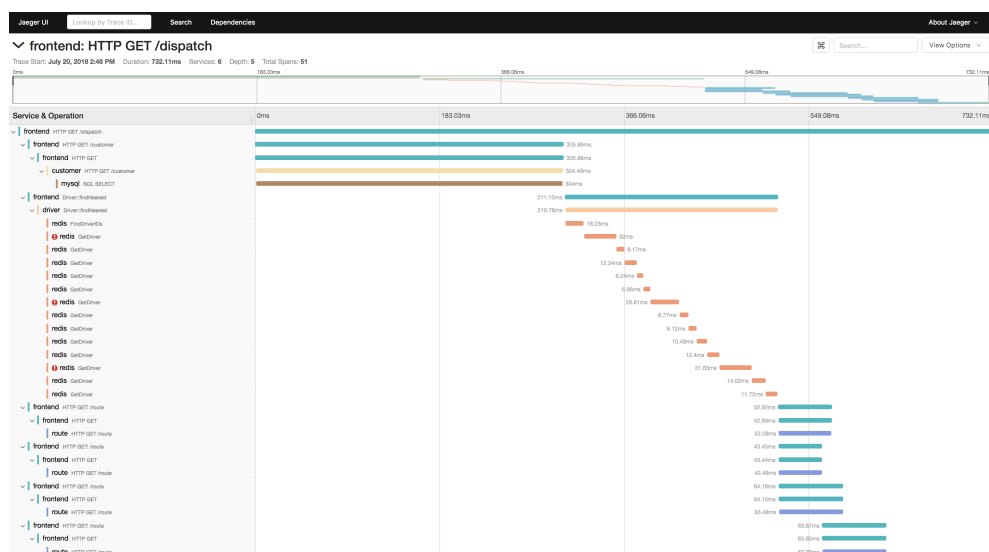 Jaeger UI Lookup by Trace ID... Search Dependencies About Jaeger
frontend: HTTP GET /dispatch ⌘ Search... View Options
Trace Start: July 20, 2018 2:48 PM Duration: 732.11ms Services: 6 Depth: 5 Total Spans: 51
0ms 183.03ms 366.06ms 549.08ms 732.11ms
Service & Operation 0ms 183.03ms 366.06ms 549.08ms 732.11ms
frontend HTTP GET /dispatch
frontend HTTP GET: /customer 305.89ms
frontend HTTP GET 305.88ms
customer HTTP GET /customer 304.46ms
mysql SQL SELECT 304ms
frontend Driver::findNearest 211.15ms
driver Driver::findNearest 210.78ms
redis FindDriverIDs 18.23ms
redis GetDriver 32ms
redis GetDriver 8.17ms
redis GetDriver 12.34ms
redis GetDriver 6.24ms
redis GetDriver 6.96ms
redis GetDriver 28.81ms
redis GetDriver 8.77ms
redis GetDriver 8.12ms
redis GetDriver 10.49ms
redis GetDriver 12.4ms
redis GetDriver 31.63ms
redis GetDriver 14.02ms
redis GetDriver 11.72ms
frontend HTTP GET: /route 52.92ms
frontend HTTP GET 52.89ms
route HTTP GET /route 52.08ms
frontend HTTP GET: /route 43.45ms
frontend HTTP GET 43.44ms
route HTTP GET /route 42.48ms
frontend HTTP GET: /route 64.16ms
frontend HTTP GET 64.15ms
route HTTP GET /route 63.48ms
frontend HTTP GET: /route 63.67ms
frontend HTTP GET 63.66ms
route HTTP GET /route